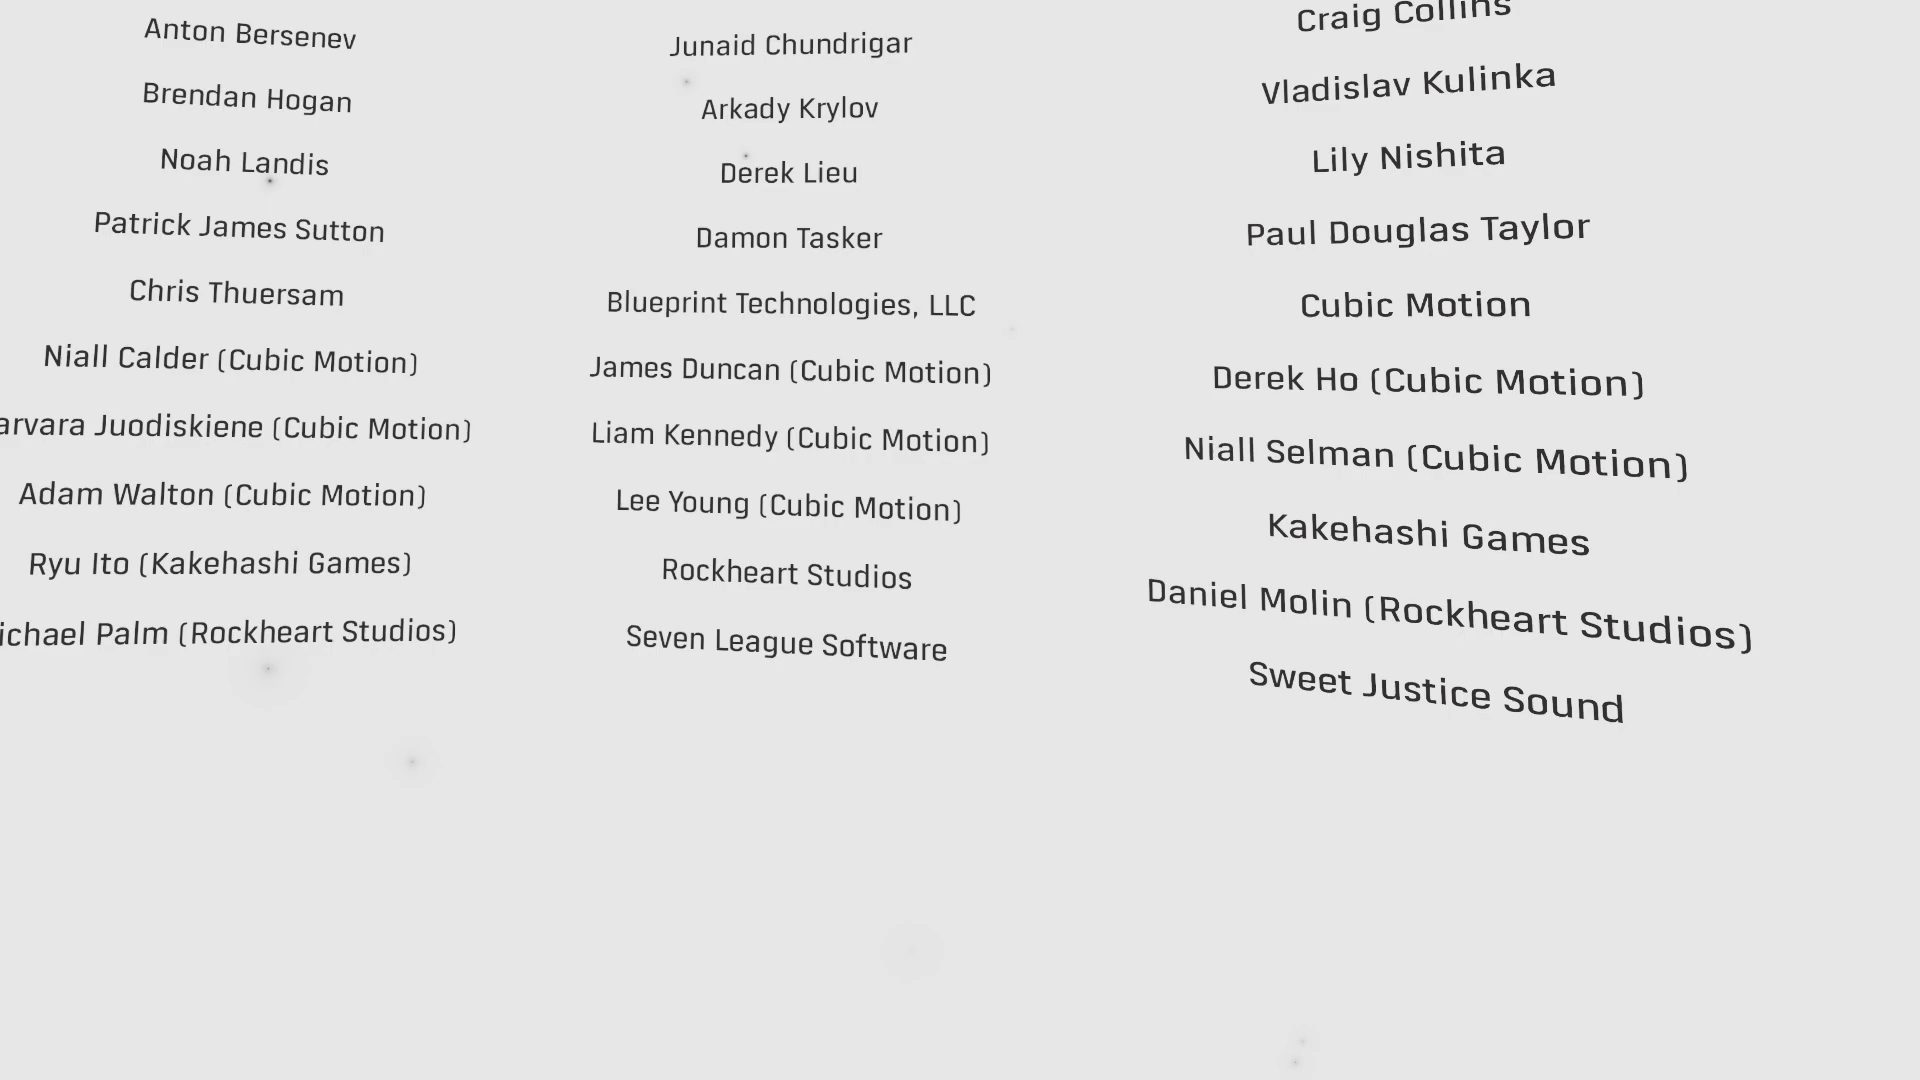 Anton Bersenev
Brendan Hogan
Noah Landis
Patrick James Sutton
Chris Thuersam
Niall Calder (Cubic Motion)
Juodiskiene (Cubic Motion)
Adam Walton (Cubic Motion)
Ryu Ito (Kakehashi Games)
Palm (Rockheart Studios)
Junaid Chundrigar
Arkady Krylov
Derek Lieu
Damon Tasker
Blueprint Technologies, LLC
James Duncan (Cubic Motion)
Liam Kennedy (Cubic Motion)
Lee Young (Cubic Motion)
Rockheart Studios
Seven League Software
Craig Collins
Vladislav Kulinka
Lily Nishita
Paul Douglas Taylor
Cubic Motion
Derek Ho (Cubic Motion)
Niall Selman (Cubic Motion)
Kakehashi Games
Daniel Molin (Rockheart Studios)
Sweet Justice Sound